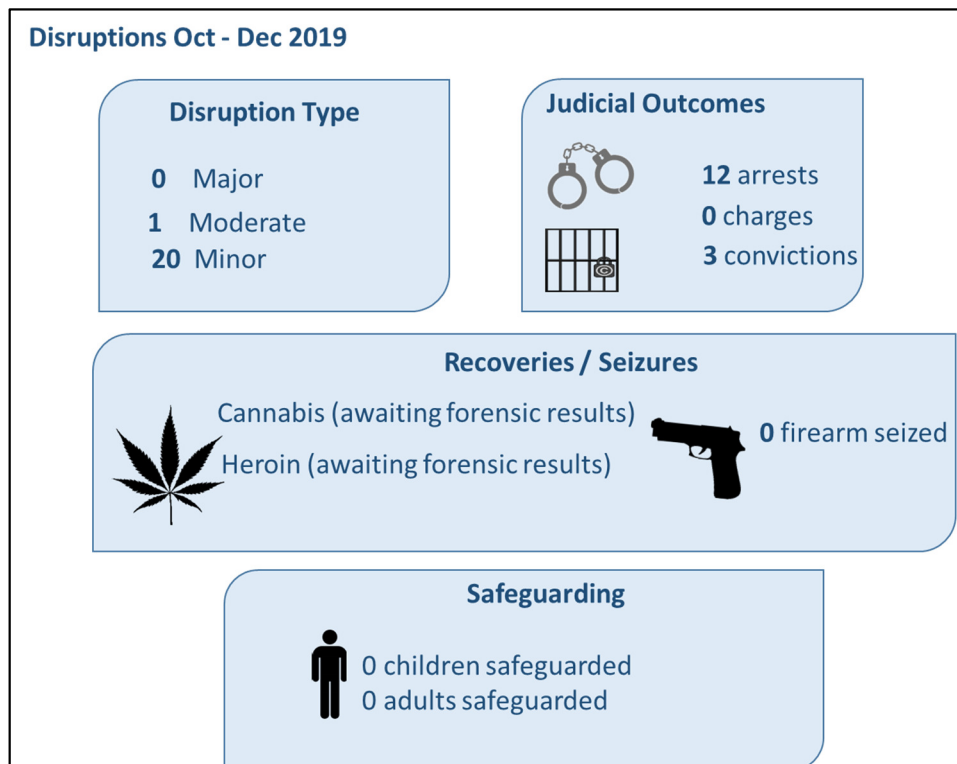 Disruptions Oct - Dec 2019
Disruption Type
0 Major
1 Moderate
20 Minor
Judicial Outcomes
12 arrests
0 charges
3 convictions
Recoveries / Seizures
Cannabis (awaiting forensic results)
Heroin (awaiting forensic results)
0 firearm seized
Safeguarding
0 children safeguarded
0 adults safeguarded